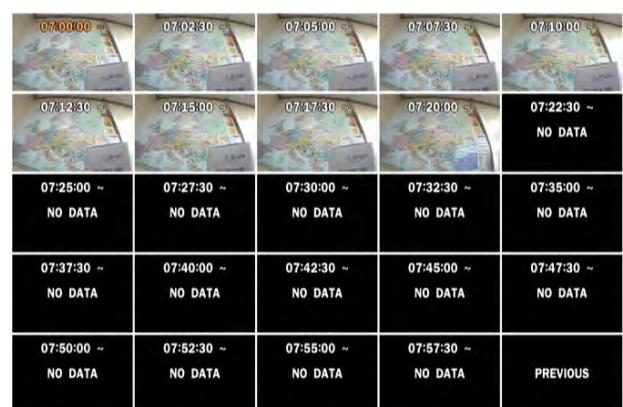 07:00:00 ~
07:02:30 ~
07:05:00 ~
07:07:30 ~
07:10:00 ~
07:12:30 ~
07:15:00 ~
07:17:30 ~
07:20:00 ~
07:22:30 ~
NO DATA
07:25:00 ~
NO DATA
07:27:30 ~
NO DATA
07:30:00 ~
NO DATA
07:32:30 ~
NO DATA
07:35:00 ~
NO DATA
07:37:30 ~
NO DATA
07:40:00 ~
NO DATA
07:42:30 ~
NO DATA
07:45:00 ~
NO DATA
07:47:30 ~
NO DATA
07:50:00 ~
NO DATA
07:52:30 ~
NO DATA
07:55:00 ~
NO DATA
07:57:30 ~
NO DATA
PREVIOUS